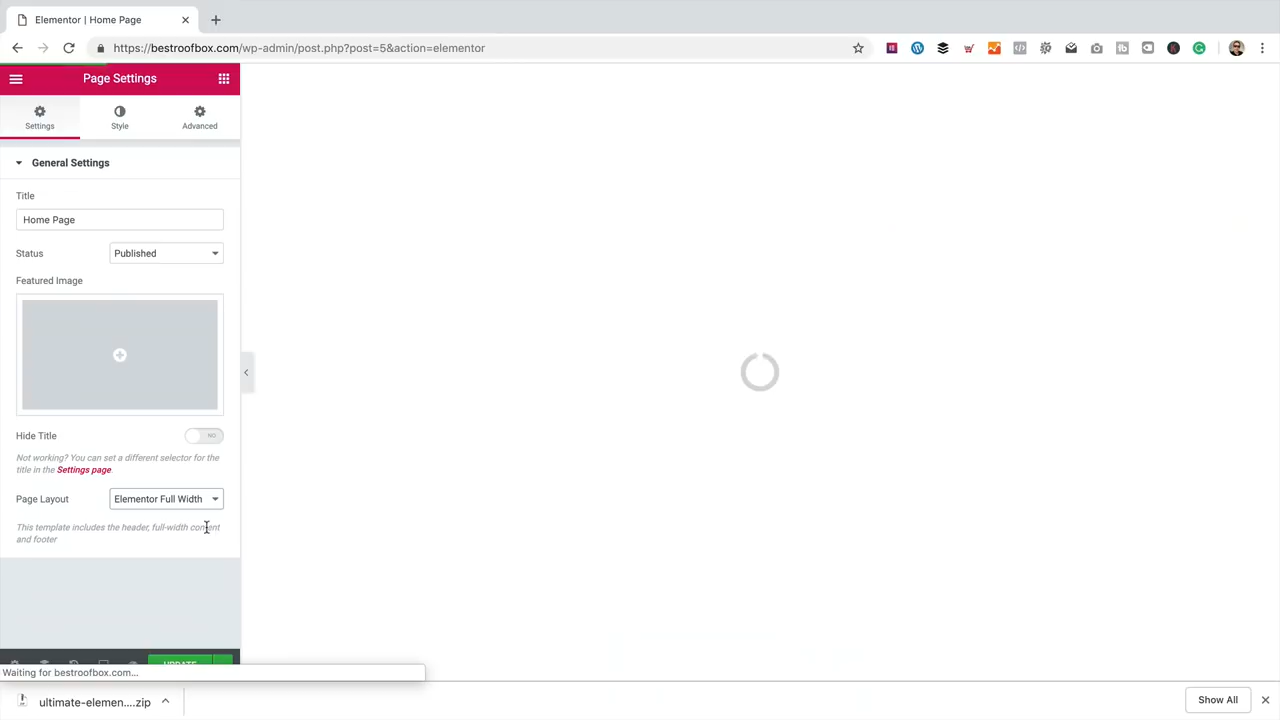 Elementor | Home Page
https://bestroofbox.com/wp-admin/post.php?post=5&action=elementor
Page Settings
Settings
Style
Advanced
General Settings
Title
Home Page
Status
Published
Featured Image
Hide Title
NO
Not working? You can set a different selector for the
title in the Settings page.
Page Layout
Elementor Full Width
This template includes the header, full-width content
and footer
UPDATE
Waiting for bestroofbox.com...
ultimate-elemen....zip
Show All